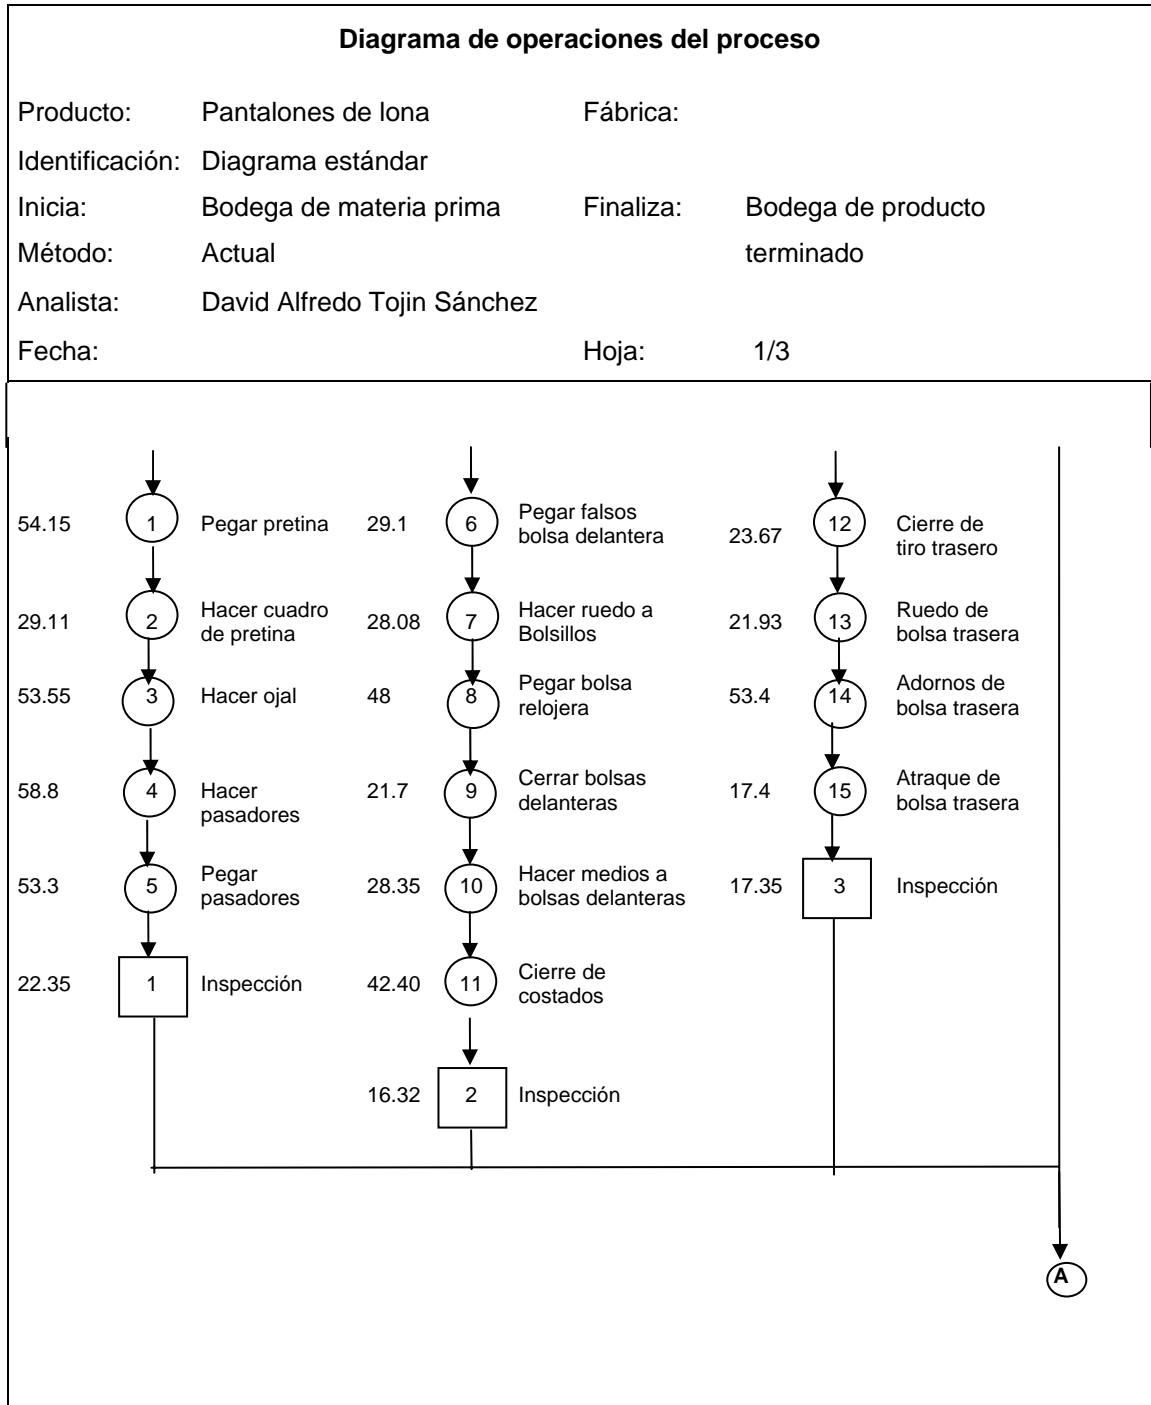 Diagrama de operaciones del proceso
Producto: Pantalones de lona Fábrica:
Identificación: Diagrama estándar
Inicia: Bodega de materia prima Finaliza: Bodega de producto
Método: Actual terminado
Analista: David Alfredo Tojin Sánchez
Fecha: Hoja: 1/3
54.15 1 Pegar pretina
29.11 2 Hacer cuadro
de pretina
53.55 3 Hacer ojal
58.8 4 Hacer
pasadores
53.3 5 Pegar
pasadores
22.35 1 Inspección
29.1 6 Pegar falsos
bolsa delantera
28.08 7 Hacer ruedo a
Bolsillos
48 8 Pegar bolsa
relojera
21.7 9 Cerrar bolsas
delanteras
28.35 10 Hacer medios a
bolsas delanteras
42.40 11 Cierre de
costados
16.32 2 Inspección
23.67 12 Cierre de
tiro trasero
21.93 13 Ruedo de
bolsa trasera
53.4 14 Adornos de
bolsa trasera
17.4 15 Atraque de
bolsa trasera
17.35 3 Inspección
A